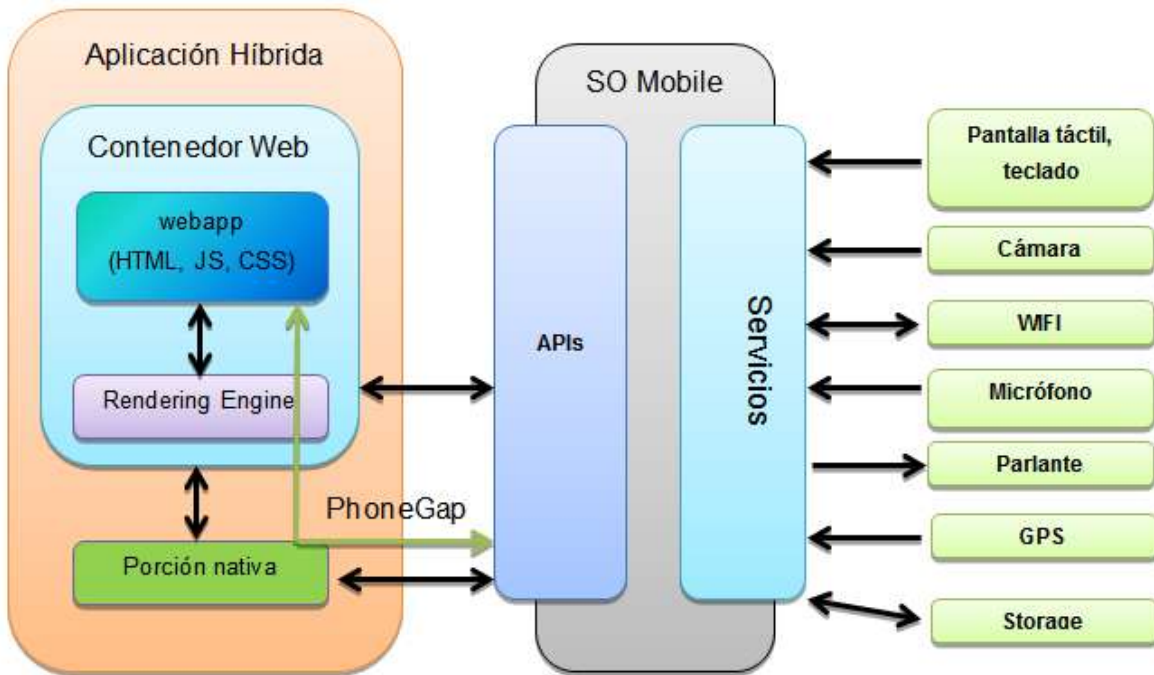 Aplicación Híbrida
Contenedor Web
webapp
(HTML, JS, CSS)
Rendering Engine
PhoneGap
Porción nativa
SO Mobile
APIs
Servicios
Pantalla táctil,
teclado
Cámara
WIFI
Micrófono
Parlante
GPS
Storage